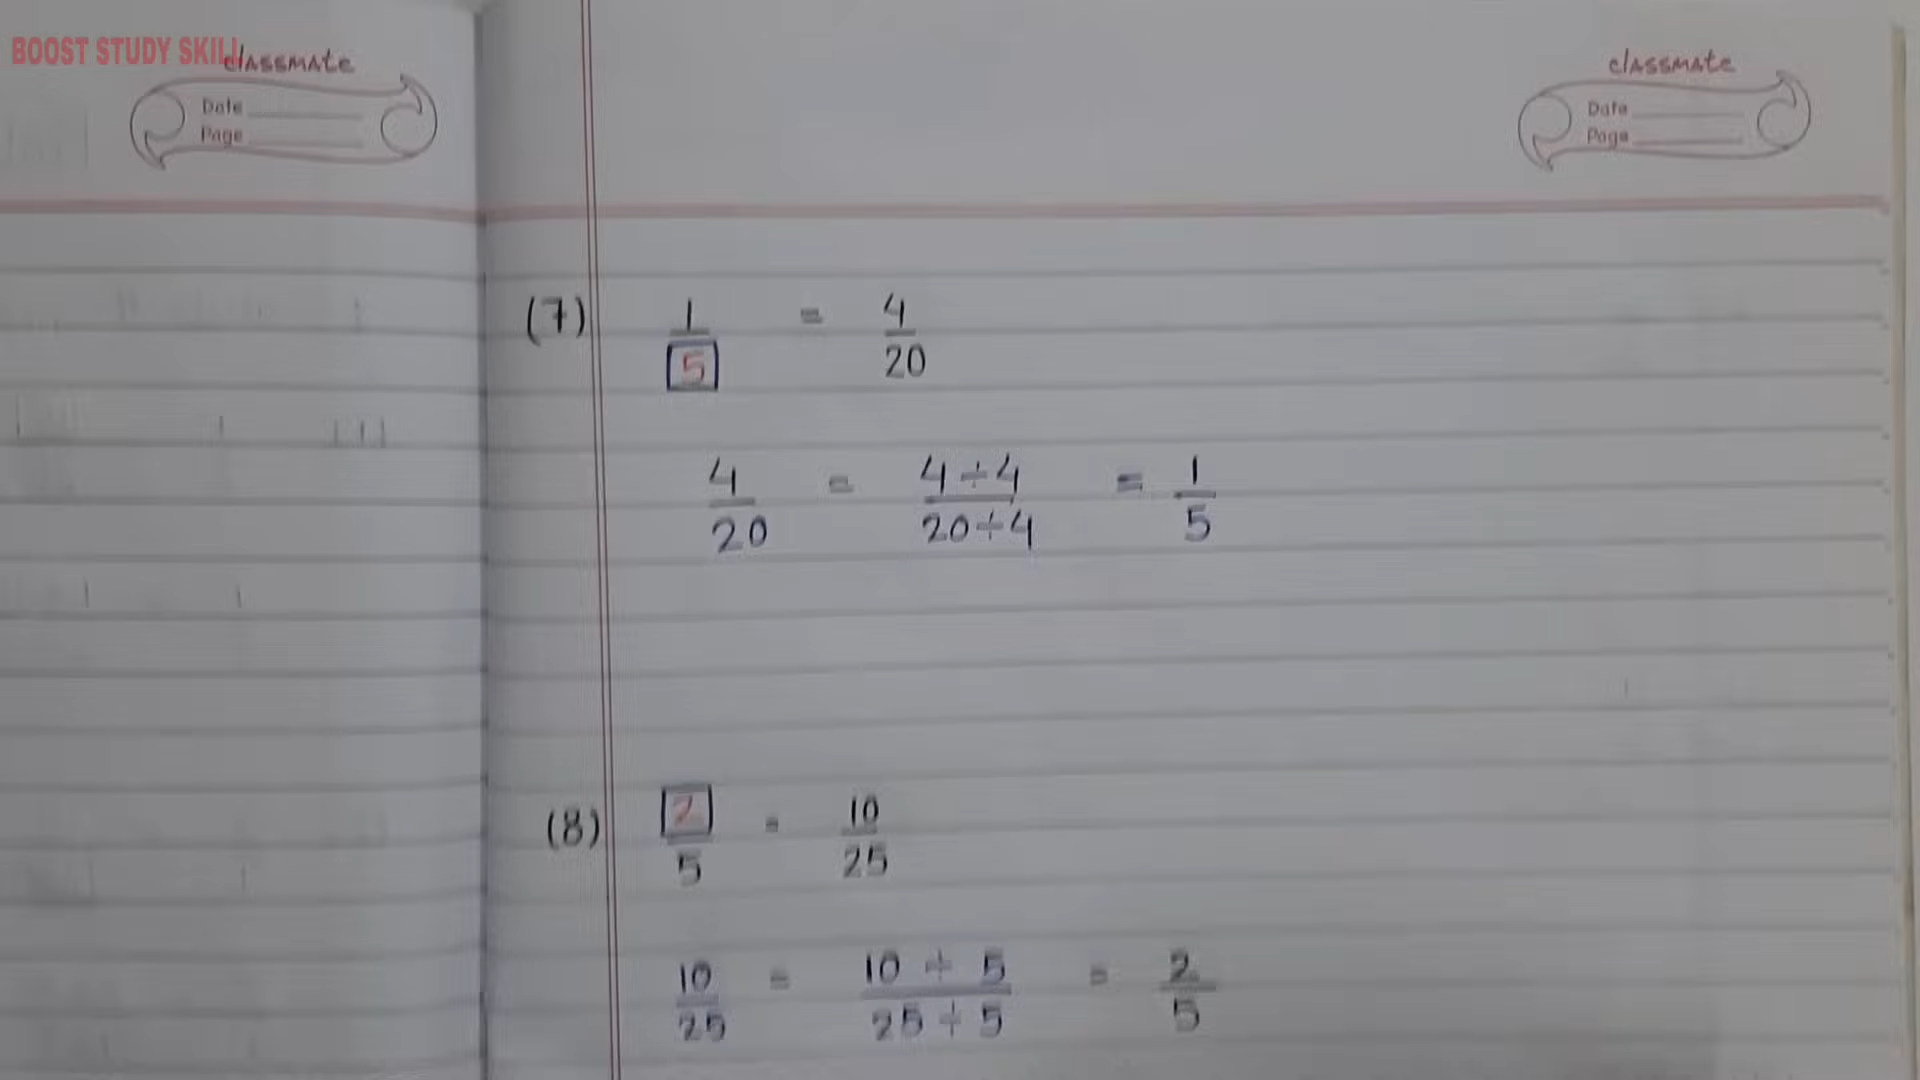 BOOST STUDY SKILL
classmate
Date
Page
classmate
Date
Page
(7) 1/5 = 4/20
4/20 = 4÷4/20÷4 = 1/5
(8) 2/5 = 10/25
10/25 = 10÷5/25÷5 = 2/5